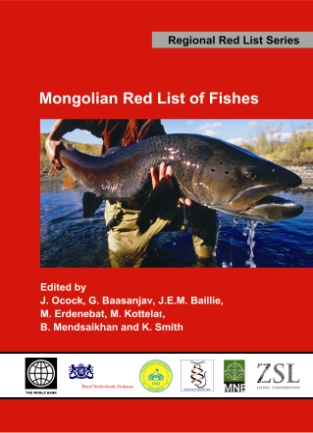 Regional Red List Series
Mongolian Red List of Fishes
Edited by
J. Ocock, G. Baasanjav, J.E.M. Baillie,
M. Erdenebat, M. Kottelat,
B. Mendsaikhan and K. Smith
THE WORLD BANK
Royal Netherlands Embassy
MNE
ZSL
LIVING CONSERVATION